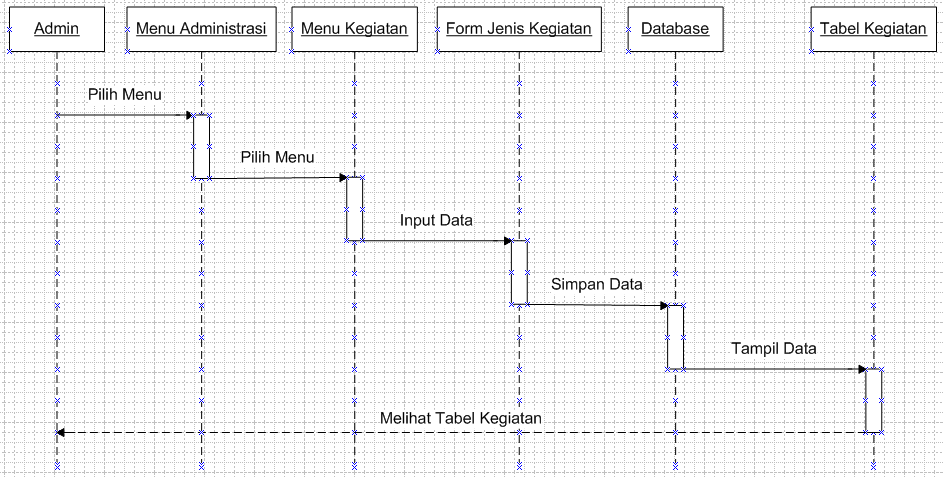 Admin
Menu Administrasi
Menu Kegiatan
Form Jenis Kegiatan
Database
Tabel Kegiatan
Pilih Menu
Pilih Menu
Input Data
Simpan Data
Tampil Data
Melihat Tabel Kegiatan